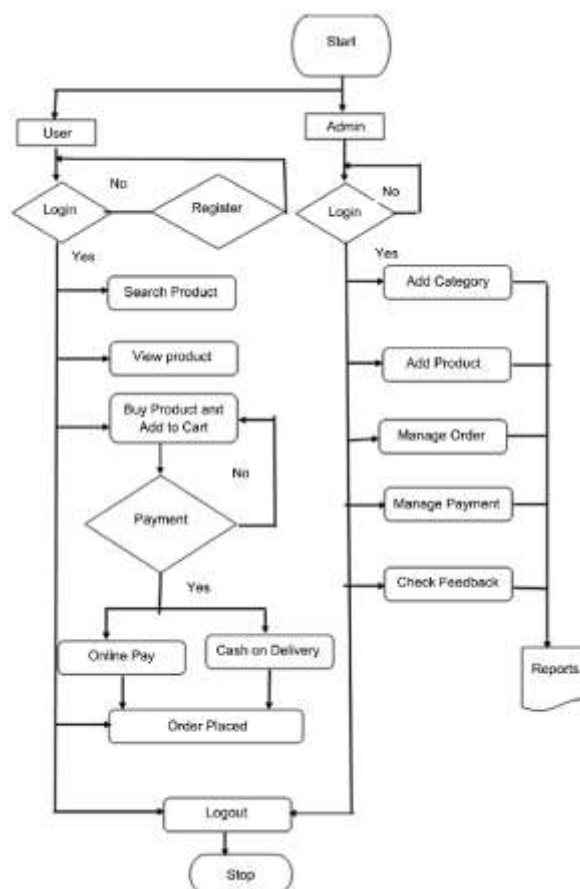 Start
User
Admin
No
No
Login
Register
Login
Yes
Yes
Search Product
Add Category
View product
Add Product
Buy Product and
Add to Cart
Manage Order
No
Payment
Manage Payment
Yes
Check Feedback
Online Pay
Cash on Delivery
Reports
Order Placed
Logout
Stop